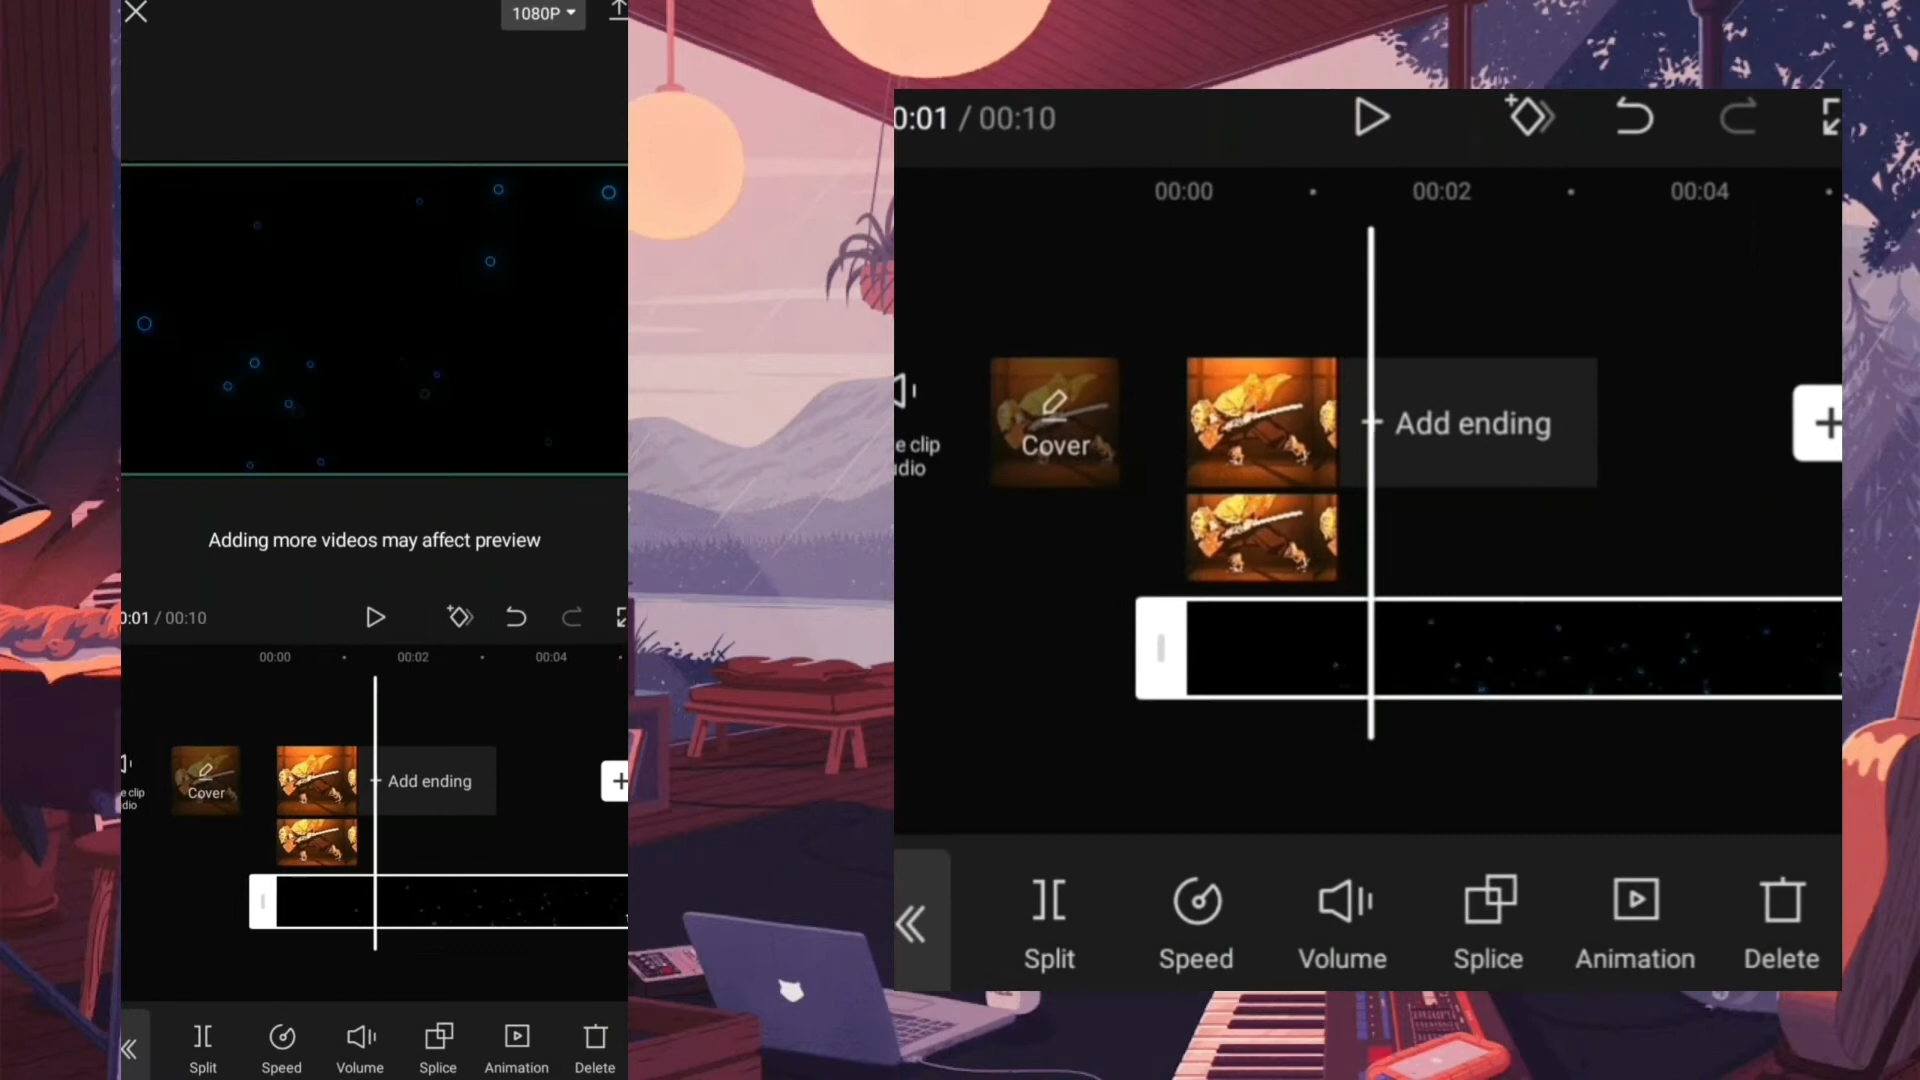 1080P
Adding more videos may affect preview
0:01 / 00:10
00:00
00:02
00:04
e clip
dio
Cover
+ Add ending
Split
Speed
Volume
Splice
Animation
Delete
0:01 / 00:10
00:00
00:02
00:04
e clip
dio
Cover
+ Add ending
Split
Speed
Volume
Splice
Animation
Delete